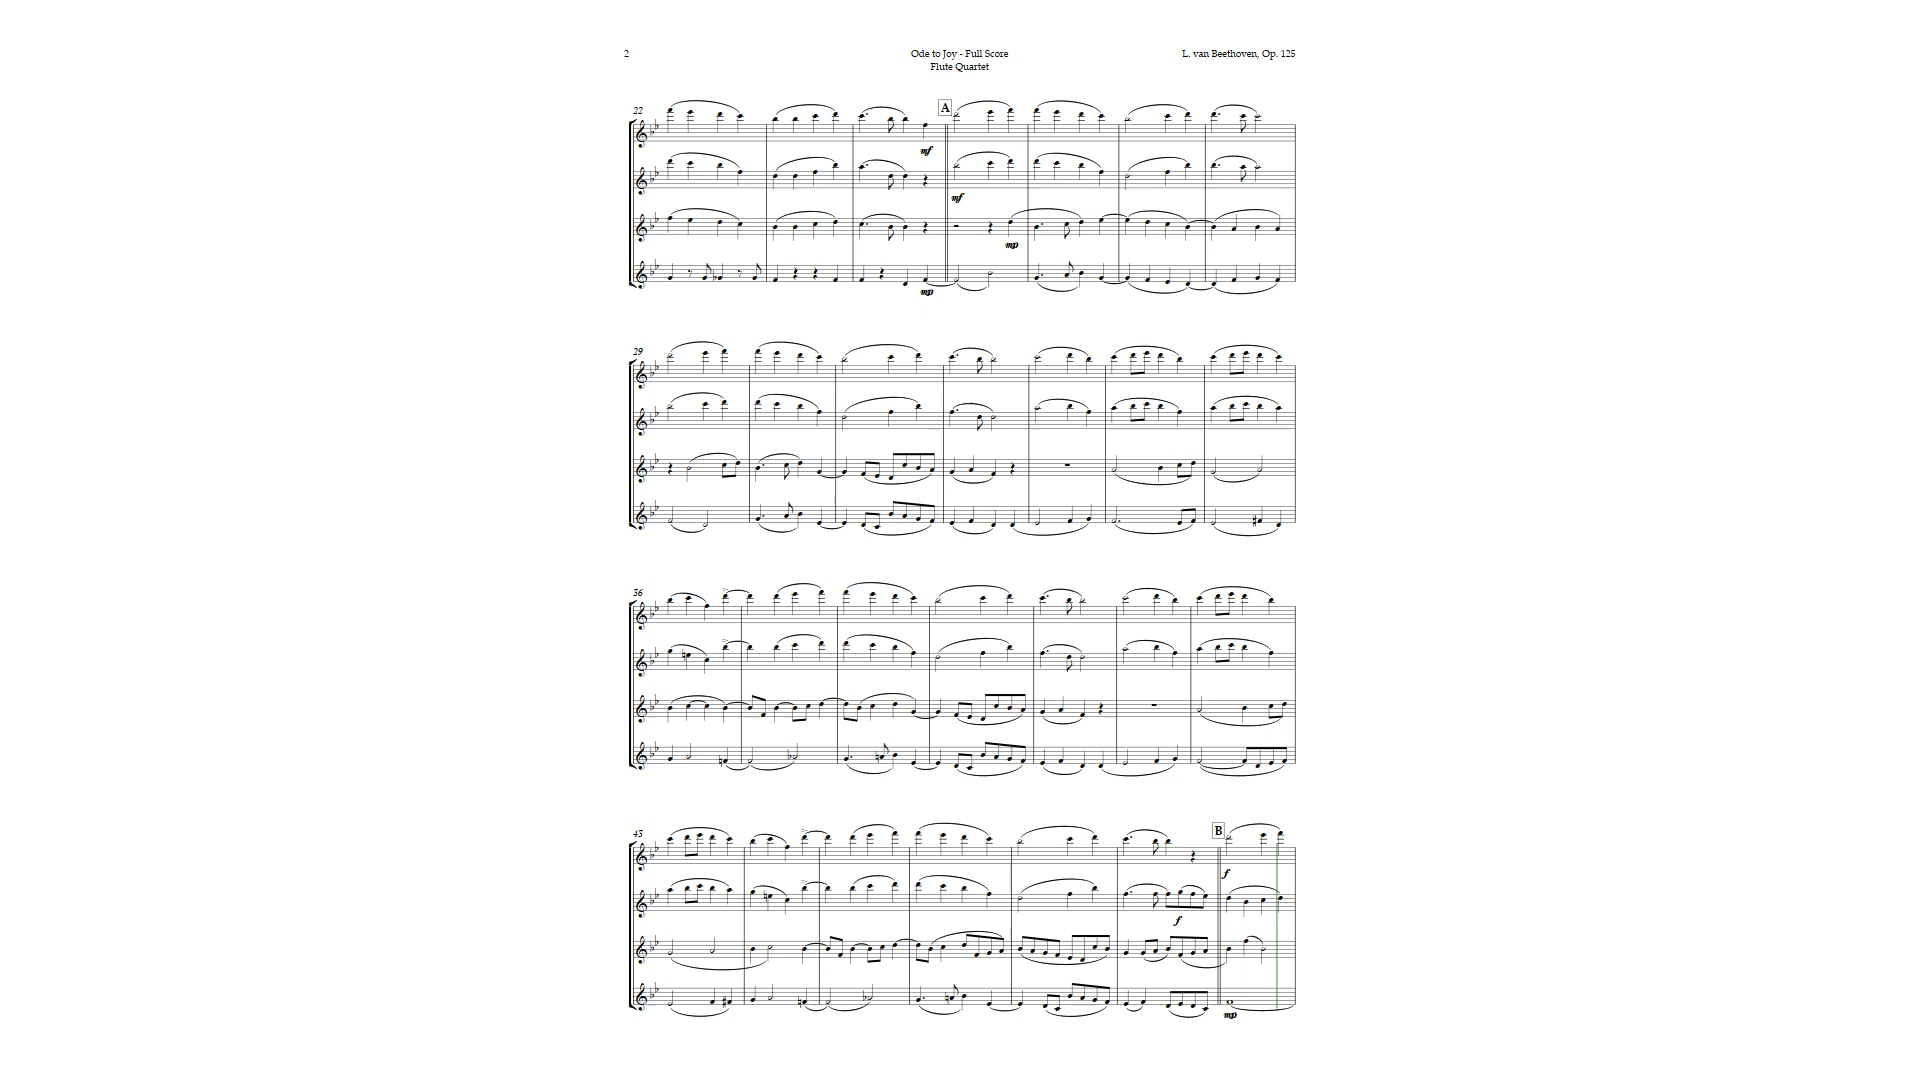 2
Ode to Joy - Full Score
L. van Beethoven, Op. 125
Flute Quartet
22
A
mf
mf
mp
mp
29
36
43
B
f
f
mp